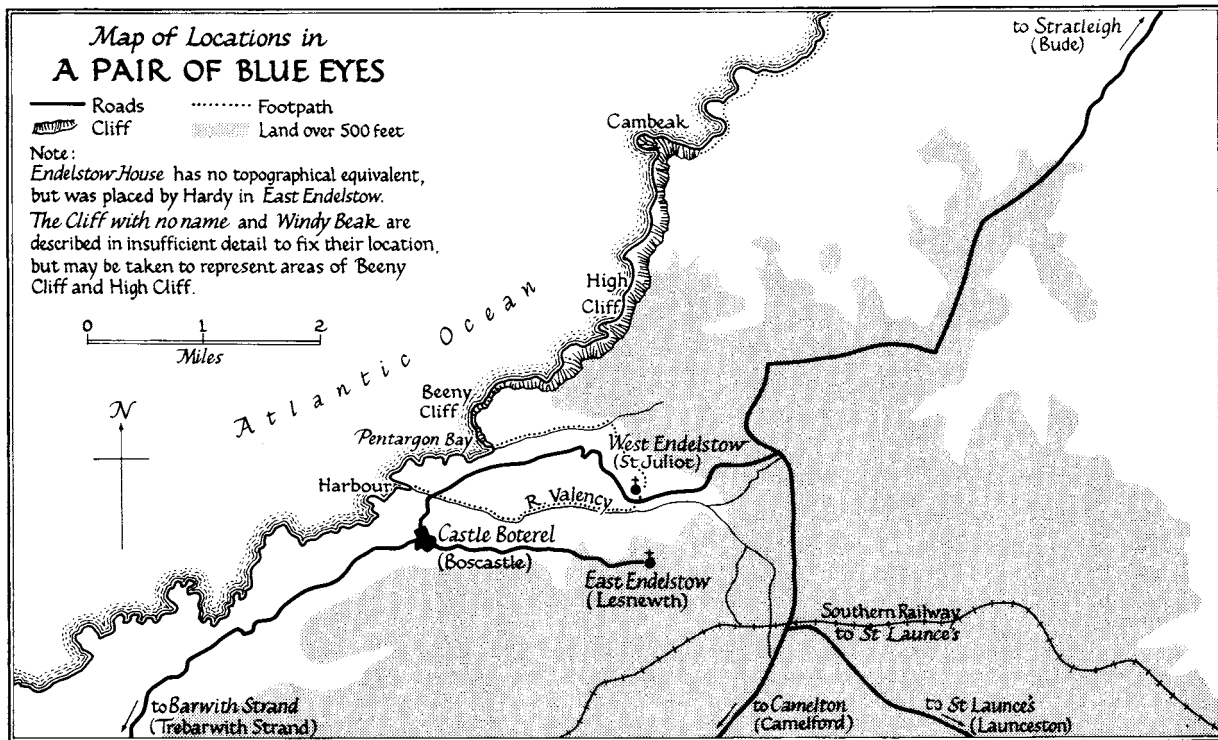 Map of Locations in
A PAIR OF BLUE EYES
Roads
Footpath
Cliff
Land over 500 feet
Note:
Endelstow House has no topographical equivalent,
but was placed by Hardy in East Endelstow.
The Cliff with no name and Windy Beak are
described in insufficient detail to fix their location,
but may be taken to represent areas of Beeny
Cliff and High Cliff.
0 1 2
Miles
N
to Stratleigh
(Bude)
Cambeak
High
Cliff
Atlantic Ocean
Beeny
Cliff
Pentargon Bay
West Endelstow
(St Juliot)
Harbour
R. Valency
Castle Boterel
(Boscastle)
East Endelstow
(Lesnewth)
Southern Railway
to St Launce's
to Barwith Strand
(Trebarwith Strand)
to Camelton
(Camelford)
to St Launce's
(Launceston)